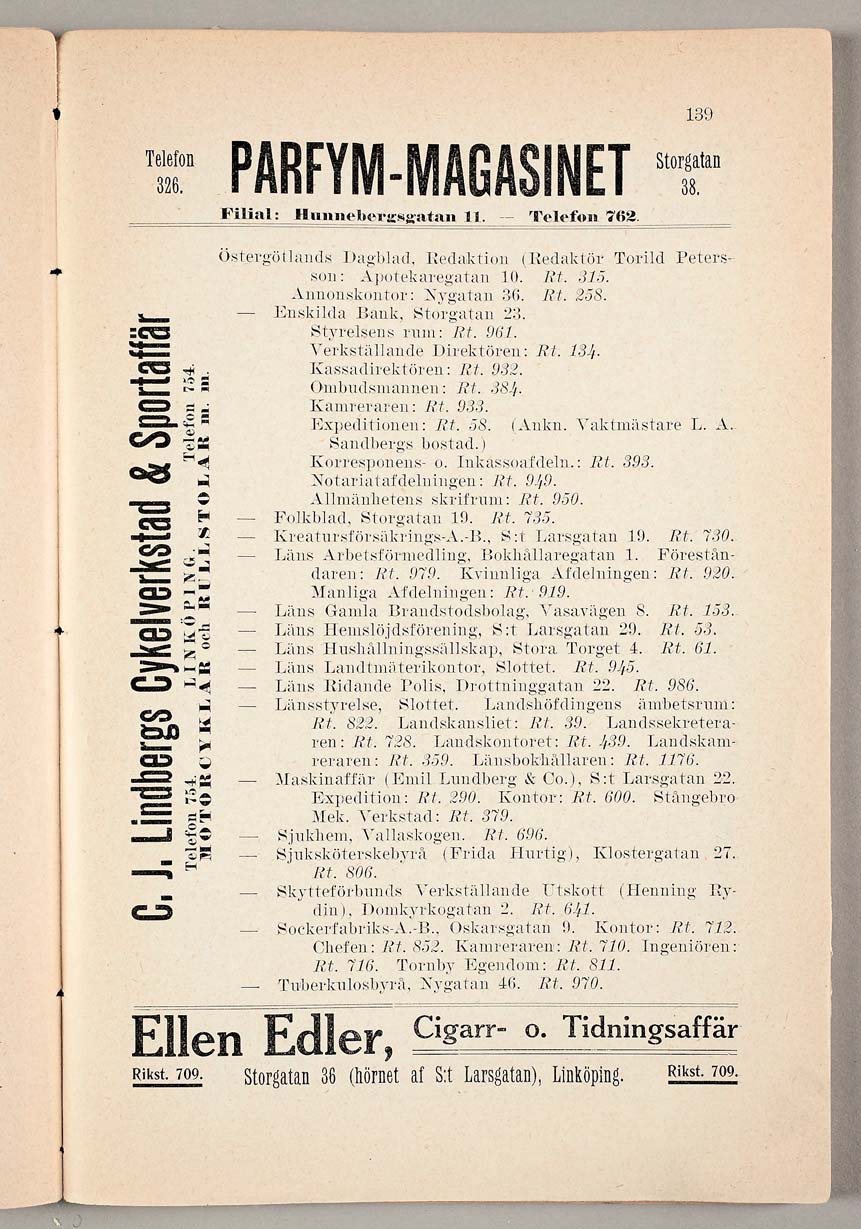 139
Telefon
326.
PARFYM-MAGASINET
Storgatan
38.
Filial: Hunnebergsgatan 11. — Telefon 762.
Östergötlands Dagblad, Redaktion (Redaktör Torild Peters-
son: Apotekaregatan 10. Rt. 315.
Annonskontor: Nygatan 36. Rt. 258.
— Enskilda Bank, Storgatan 23.
Styrelsens rum: Rt. 961.
Verkställande Direktören: Rt. 134.
Kassadirektören: Rt. 932.
Ombudsmannen: Rt. 384.
Kamreraren: Rt. 933.
Expeditionen: Rt. 58. (Ankn. Vaktmästare L. A.
Sandbergs bostad.)
Korresponens- o. Inkassoafdeln.: Rt. 393.
Notariatafdelningen: Rt. 949.
Allmänhetens skrifrum: Rt. 950.
— Folkblad, Storgatan 19. Rt. 735.
— Kreatursförsäkrings-A.-B., S:t Larsgatan 19. Rt. 730.
— Läns Arbetsförmedling, Bokhållaregatan 1. Förestån-
daren: Rt. 979. Kvinnliga Afdelningen: Rt. 920.
Manliga Afdelningen: Rt. 919.
— Läns Gamla Brandstodsbolag, Vasavägen 8. Rt. 153.
— Läns Hemslöjdsförening, S:t Larsgatan 29. Rt. 53.
— Läns Hushållningssällskap, Stora Torget 4. Rt. 61.
— Läns Landtmäterikontor, Slottet. Rt. 945.
— Läns Ridande Polis, Drottninggatan 22. Rt. 986.
— Länsstyrelse, Slottet. Landshöfdingens ämbetsrum:
Rt. 822. Landskansliet: Rt. 39. Landssekretera-
ren: Rt. 728. Landskontoret: Rt. 439. Landskam-
reraren: Rt. 359. Länsbokhållaren: Rt. 1176.
— Maskinaffär (Emil Lundberg & Co.), S:t Larsgatan 22.
Expedition: Rt. 290. Kontor: Rt. 600. Stångebro
Mek. Verkstad: Rt. 379.
— Sjukhem, Vallaskogen. Rt. 696.
— Sjuksköterskebyrå (Frida Hurtig), Klostergatan 27.
Rt. 806.
— Skytteförbunds Verkställande Utskott (Henning Ry-
din), Domkyrkogatan 2. Rt. 641.
— Sockerfabriks-A.-B., Oskarsgatan 9. Kontor: Rt. 712.
Chefen: Rt. 852. Kamreraren: Rt. 710. Ingeniören:
Rt. 716. Tornby Egendom: Rt. 811.
— Tuberkulosbyrå, Nygatan 46. Rt. 970.
C. J. Lindbergs Cykelverkstad & Sportaffär
Telefon 754. LINKÖPING. Telefon 754.
MOTORCYKLAR och RULLSTOLAR m. m.
Ellen Edler, Cigarr- o. Tidningsaffär
Rikst. 709. Storgatan 36 (hörnet af S:t Larsgatan), Linköping. Rikst. 709.